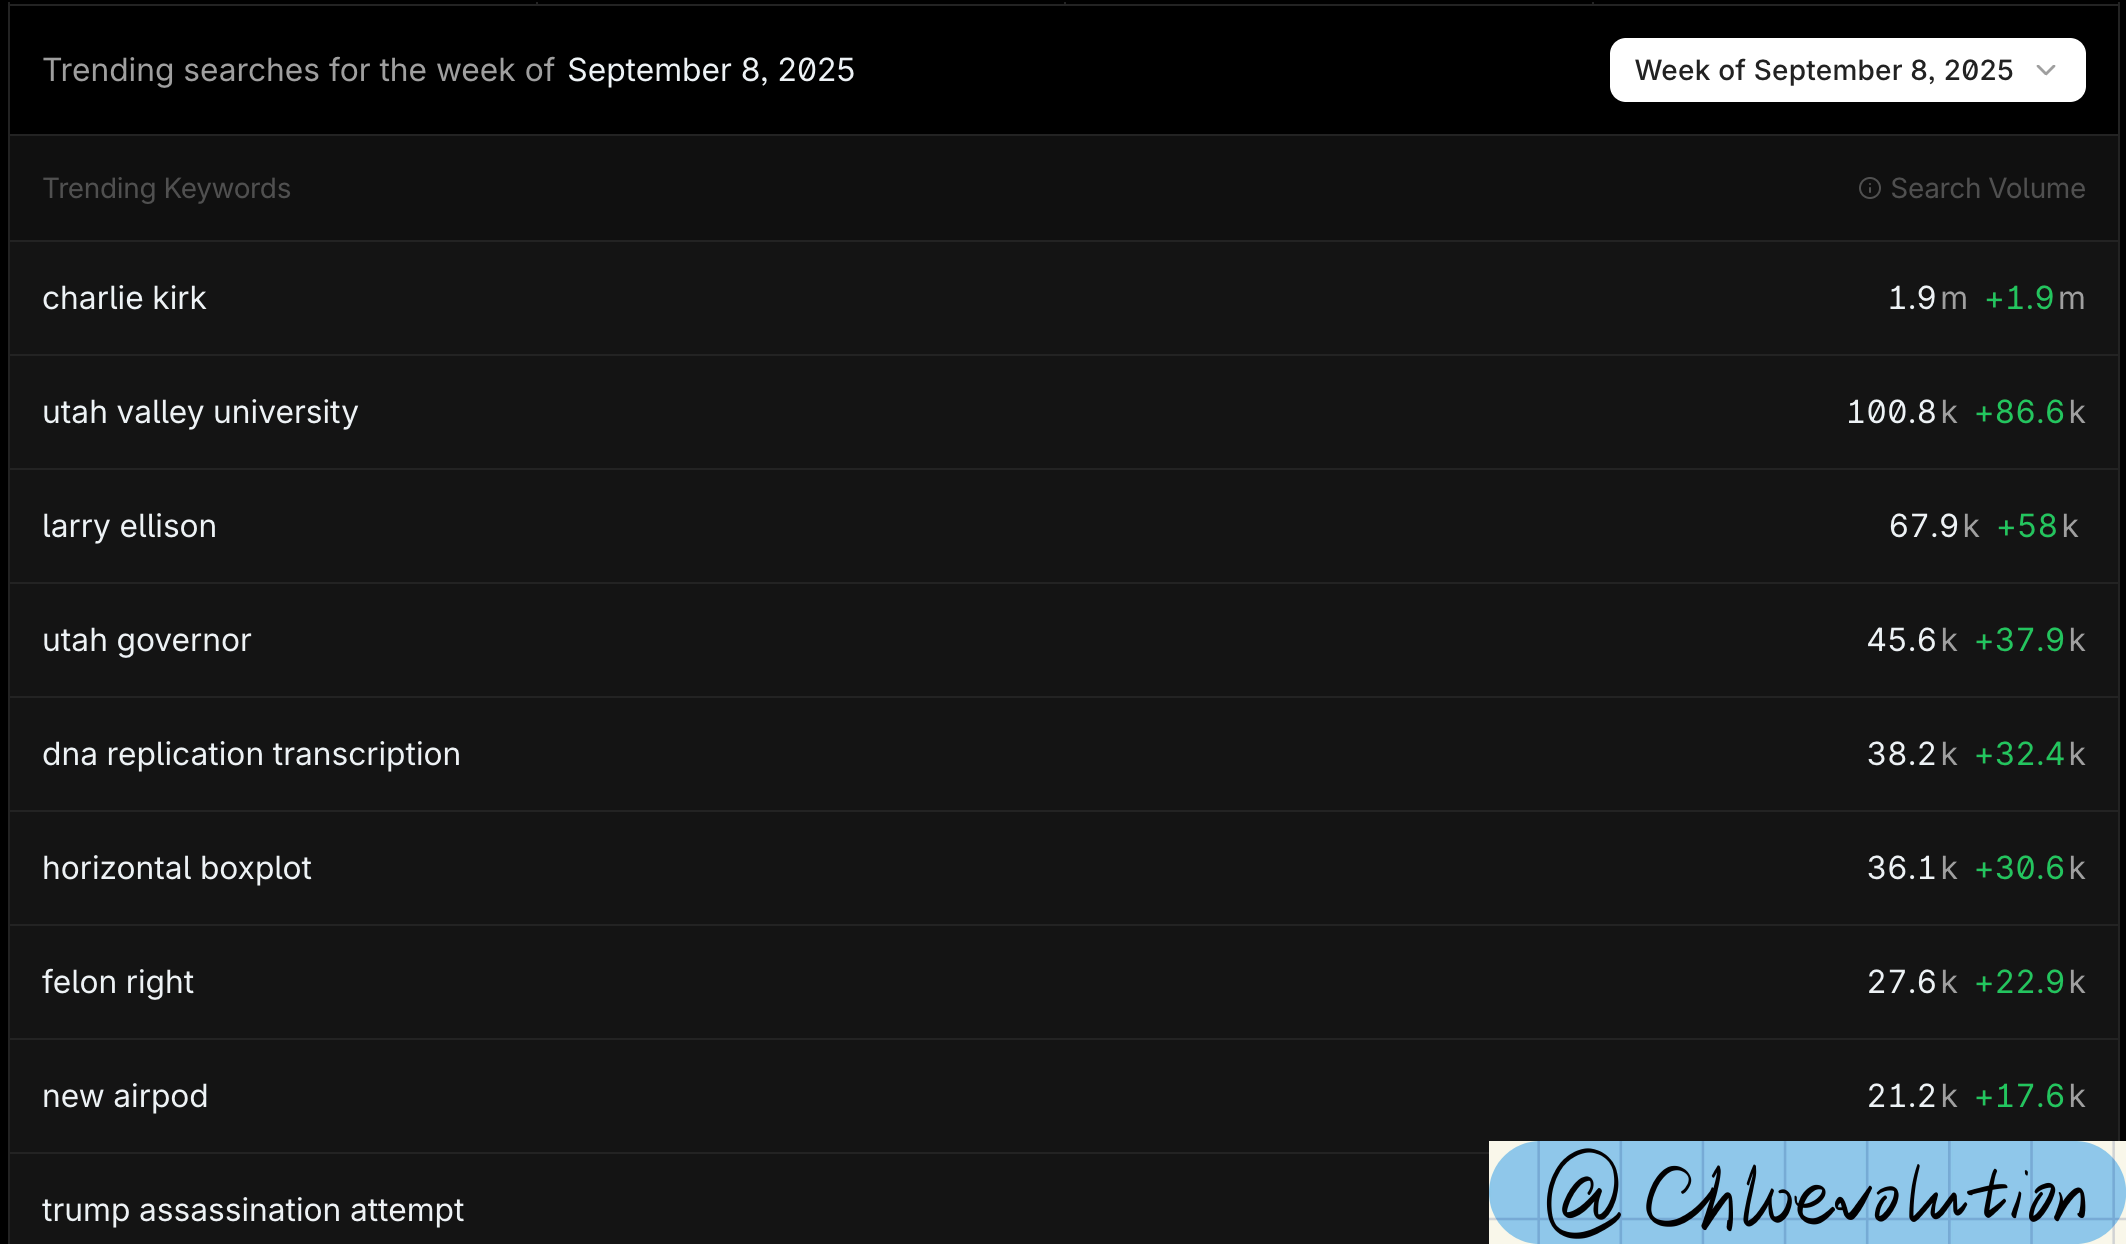 Trending searches for the week of September 8, 2025
Week of September 8, 2025
Trending Keywords
Search Volume
charlie kirk
1.9m +1.9m
utah valley university
100.8k +86.6k
larry ellison
67.9k +58k
utah governor
45.6k +37.9k
dna replication transcription
38.2k +32.4k
horizontal boxplot
36.1k +30.6k
felon right
27.6k +22.9k
new airpod
21.2k +17.6k
trump assassination attempt
@Chloevolution